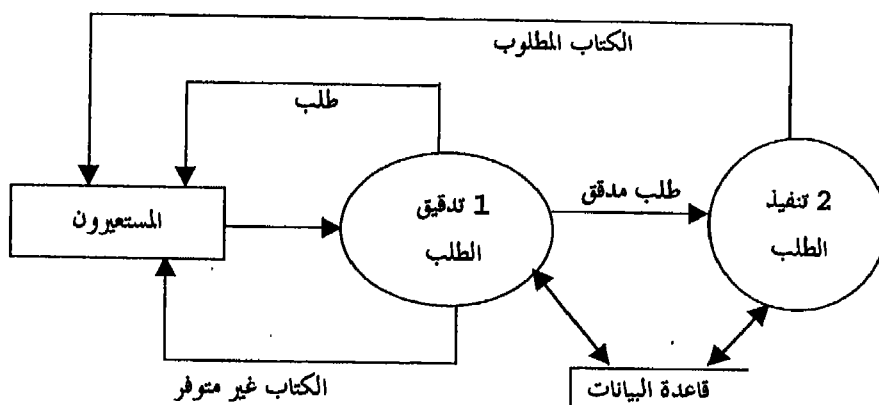 الكتاب المطلوب
طلب
المستعيرون
1 تدقيق
الطلب
طلب مدقق
2 تنفيذ
الطلب
الكتاب غير متوفر
قاعدة البيانات